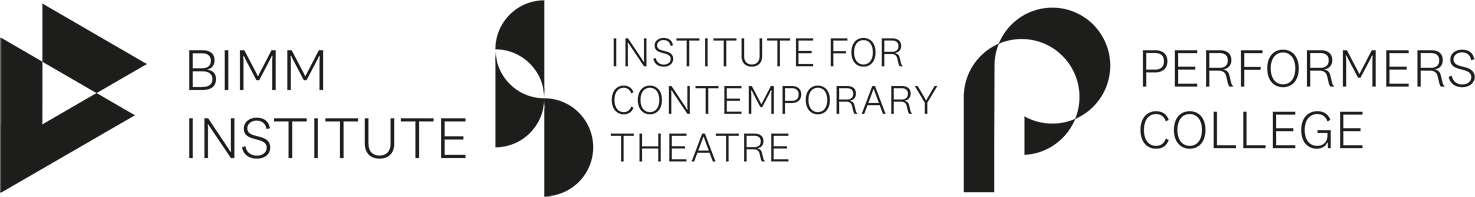 BIMM
INSTITUTE
INSTITUTE FOR
CONTEMPORARY
THEATRE
PERFORMERS
COLLEGE